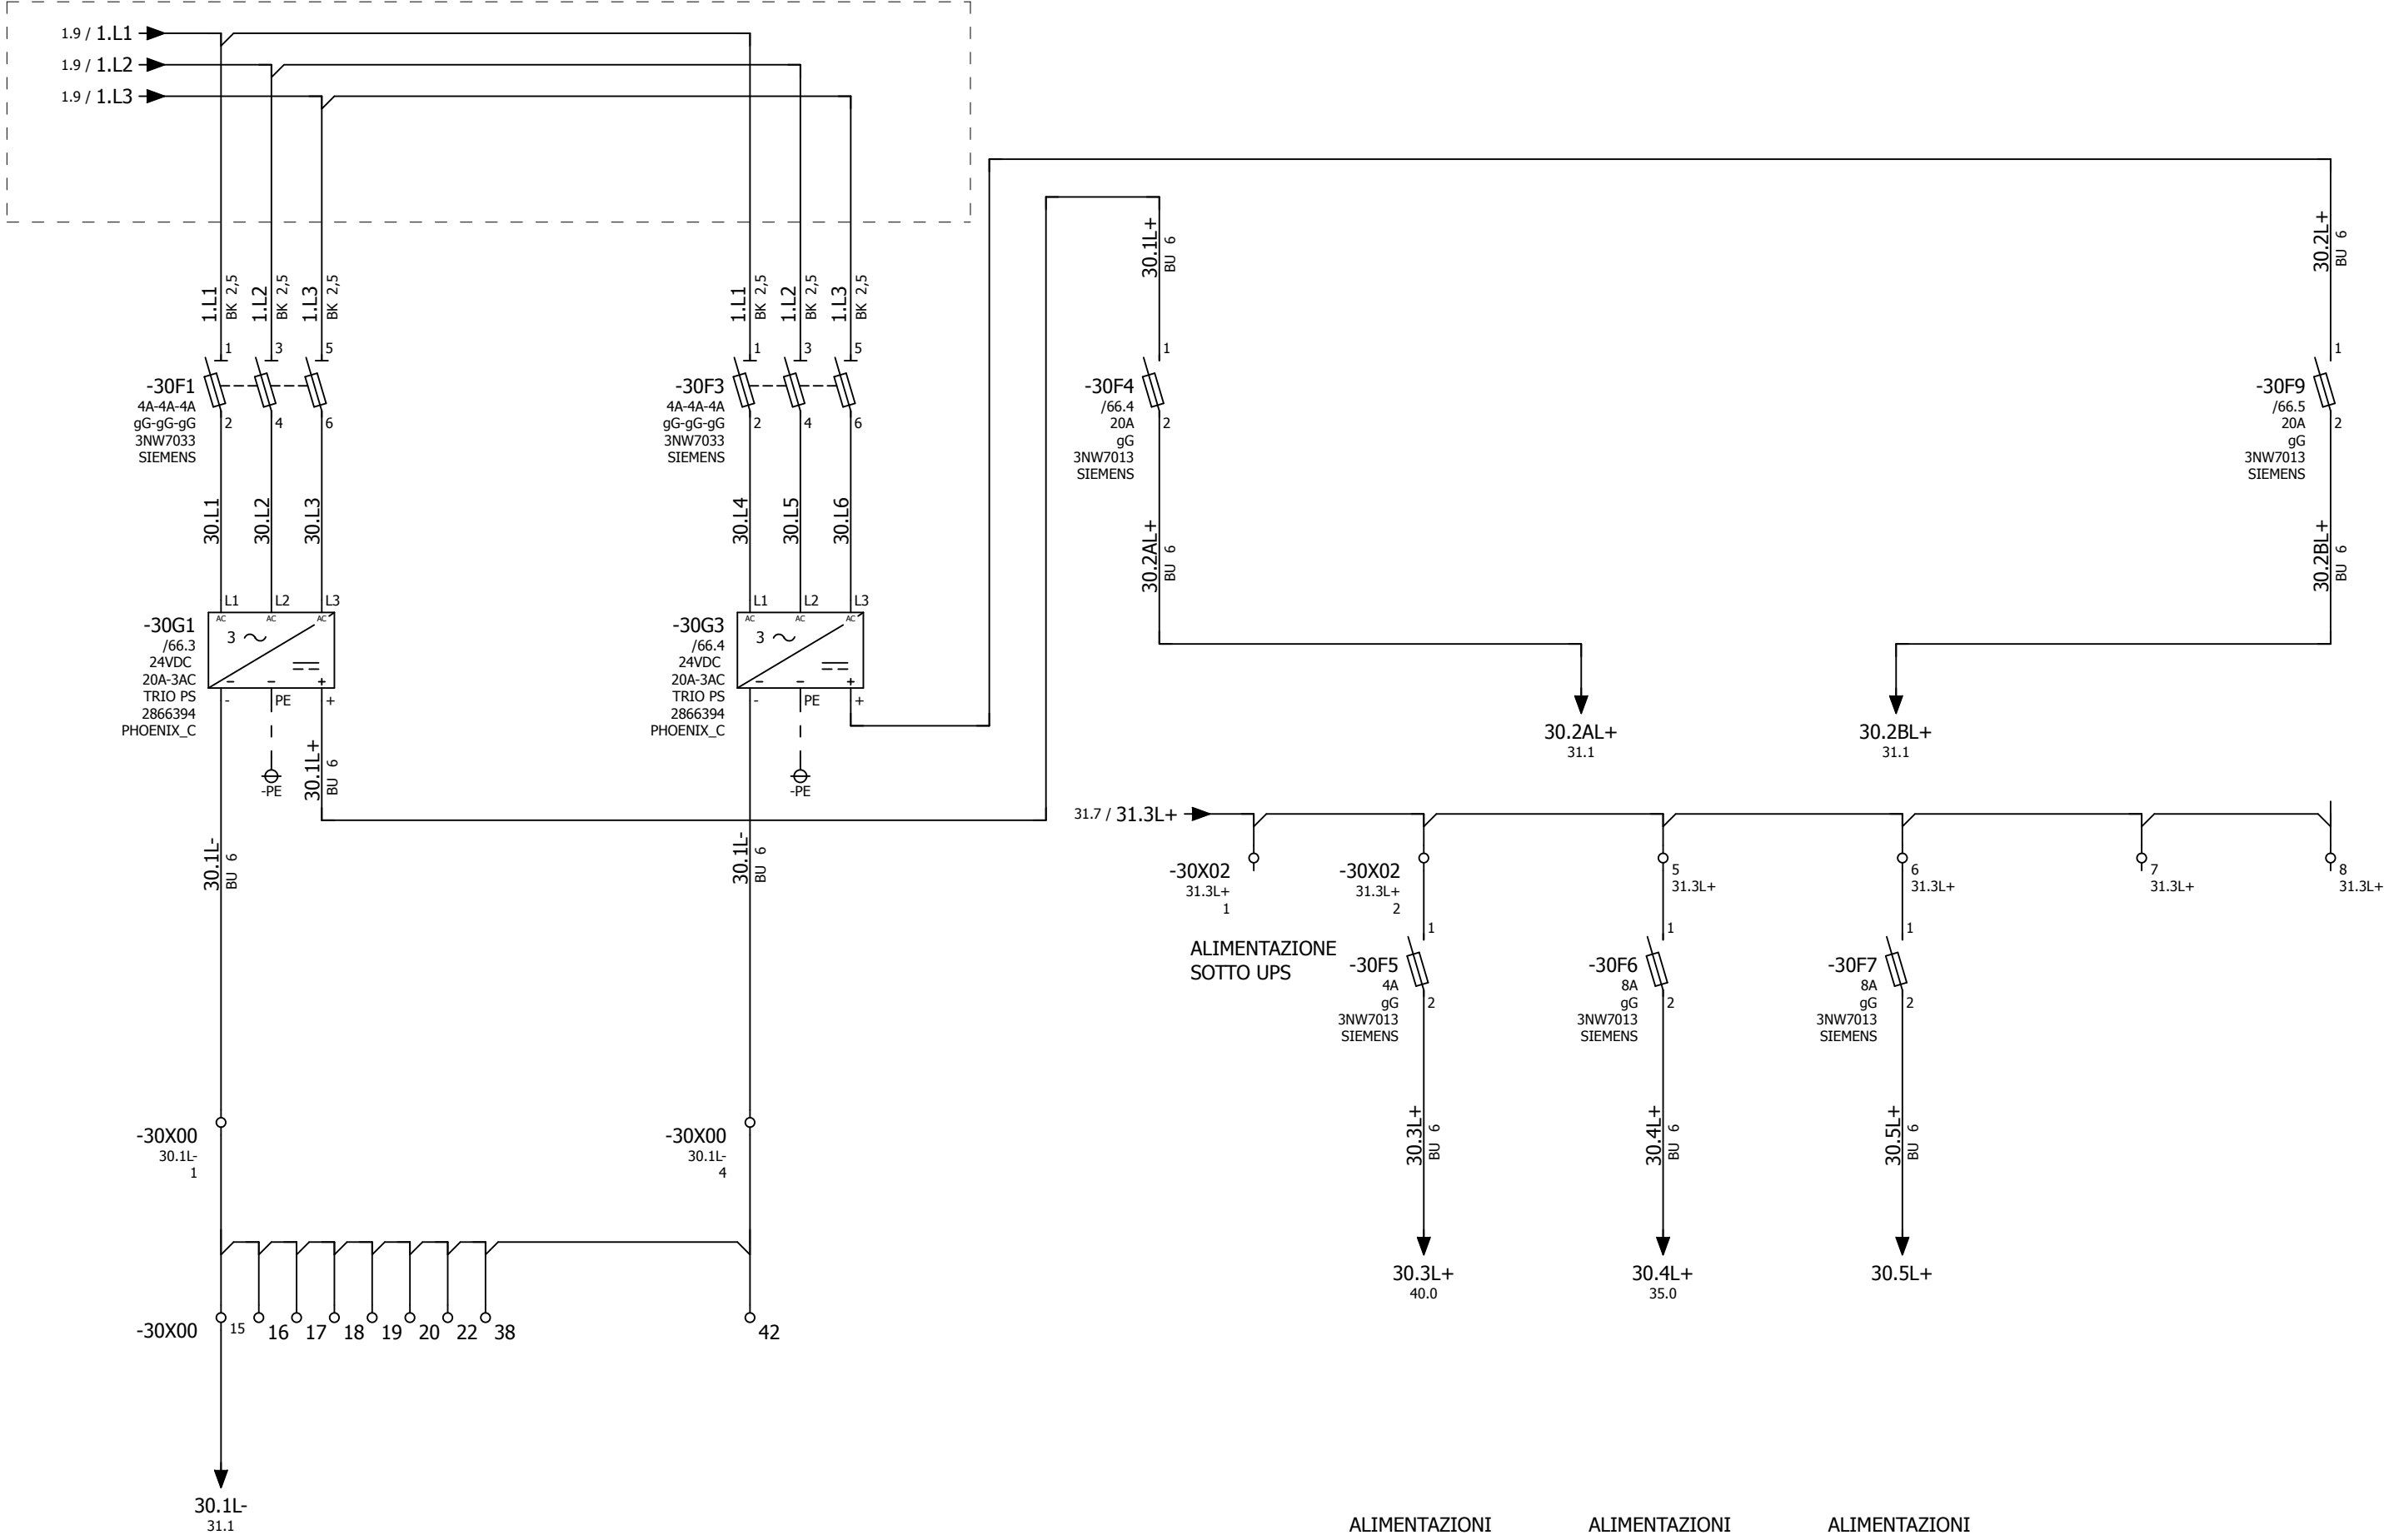 1.9 / 1.L1
1.9 / 1.L2
1.9 / 1.L3
1.L1
BK 2,5
1.L2
BK 2,5
1.L3
BK 2,5
1.L1
BK 2,5
1.L2
BK 2,5
1.L3
BK 2,5
30.1L+
BU 6
30.2L+
BU 6
1
3
5
-30F1
4A-4A-4A
gG-gG-gG
3NW7033
SIEMENS
2
4
6
1
3
5
-30F3
4A-4A-4A
gG-gG-gG
3NW7033
SIEMENS
2
4
6
1
-30F4
/66.4
20A
gG
3NW7013
SIEMENS
2
1
-30F9
/66.5
20A
gG
3NW7013
SIEMENS
2
30.L1
30.L2
30.L3
30.L4
30.L5
30.L6
30.2AL+
BU 6
30.2BL+
BU 6
L1
L2
L3
AC
AC
AC
3
-30G1
/66.3
24VDC
20A-3AC
TRIO PS
2866394
PHOENIX_C
-
PE
+
L1
L2
L3
AC
AC
AC
3
-30G3
/66.4
24VDC
20A-3AC
TRIO PS
2866394
PHOENIX_C
-
PE
+
-PE
30.1L+
BU 6
-PE
30.2AL+
31.1
30.2BL+
31.1
30.1L-
BU 6
30.1L-
BU 6
31.7 / 31.3L+
-30X02
31.3L+
1
-30X02
31.3L+
2
5
31.3L+
6
31.3L+
7
31.3L+
8
31.3L+
ALIMENTAZIONE
SOTTO UPS
1
-30F5
4A
gG
3NW7013
SIEMENS
2
1
-30F6
8A
gG
3NW7013
SIEMENS
2
1
-30F7
8A
gG
3NW7013
SIEMENS
2
-30X00
30.1L-
1
-30X00
30.1L-
4
30.3L+
BU 6
30.4L+
BU 6
30.5L+
BU 6
30.3L+
40.0
30.4L+
35.0
30.5L+
-30X00
15
16
17
18
19
20
22
38
42
30.1L-
31.1
ALIMENTAZIONI
ALIMENTAZIONI
ALIMENTAZIONI